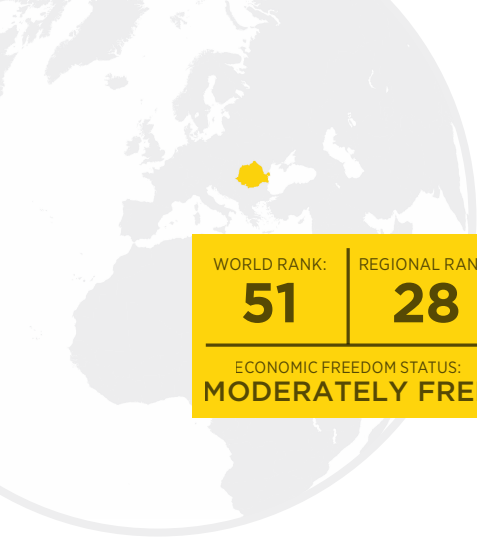 WORLD RANK: REGIONAL RAN
51 28
ECONOMIC FREEDOM STATUS:
MODERATELY FRE